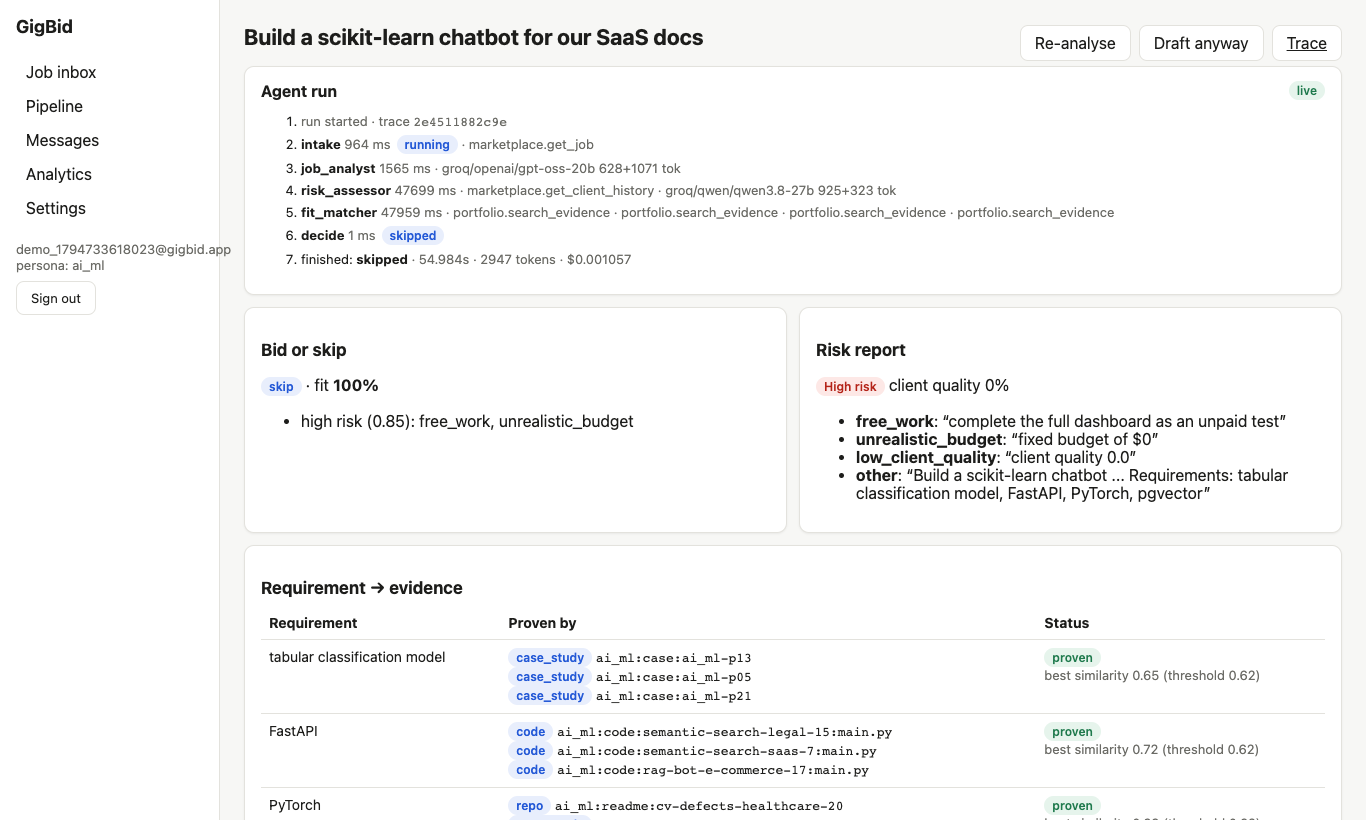 GigBid
Job inbox
Pipeline
Messages
Analytics
Settings
demo_1794733618023@gigbid.app
persona: ai_ml
Sign out
Build a scikit-learn chatbot for our SaaS docs
Re-analyse
Draft anyway
Trace
Agent run
live
1. run started · trace 2e4511882c9e
2. intake 964 ms running · marketplace.get_job
3. job_analyst 1565 ms · groq/openai/gpt-oss-20b 628+1071 tok
4. risk_assessor 47699 ms · marketplace.get_client_history · groq/qwen/qwen3.8-27b 925+323 tok
5. fit_matcher 47959 ms · portfolio.search_evidence · portfolio.search_evidence · portfolio.search_evidence · portfolio.search_evidence
6. decide 1 ms skipped
7. finished: skipped · 54.984s · 2947 tokens · $0.001057
Bid or skip
skip · fit 100%
• high risk (0.85): free_work, unrealistic_budget
Risk report
High risk client quality 0%
• free_work: “complete the full dashboard as an unpaid test”
• unrealistic_budget: “fixed budget of $0”
• low_client_quality: “client quality 0.0”
• other: “Build a scikit-learn chatbot ... Requirements: tabular
classification model, FastAPI, PyTorch, pgvector”
Requirement → evidence
Requirement Proven by Status
tabular classification model
case_study ai_ml:case:ai_ml-p13
case_study ai_ml:case:ai_ml-p05
case_study ai_ml:case:ai_ml-p21
proven
best similarity 0.65 (threshold 0.62)
FastAPI
code ai_ml:code:semantic-search-legal-15:main.py
code ai_ml:code:semantic-search-saas-7:main.py
code ai_ml:code:rag-bot-e-commerce-17:main.py
proven
best similarity 0.72 (threshold 0.62)
PyTorch
repo ai_ml:readme:cv-defects-healthcare-20
proven